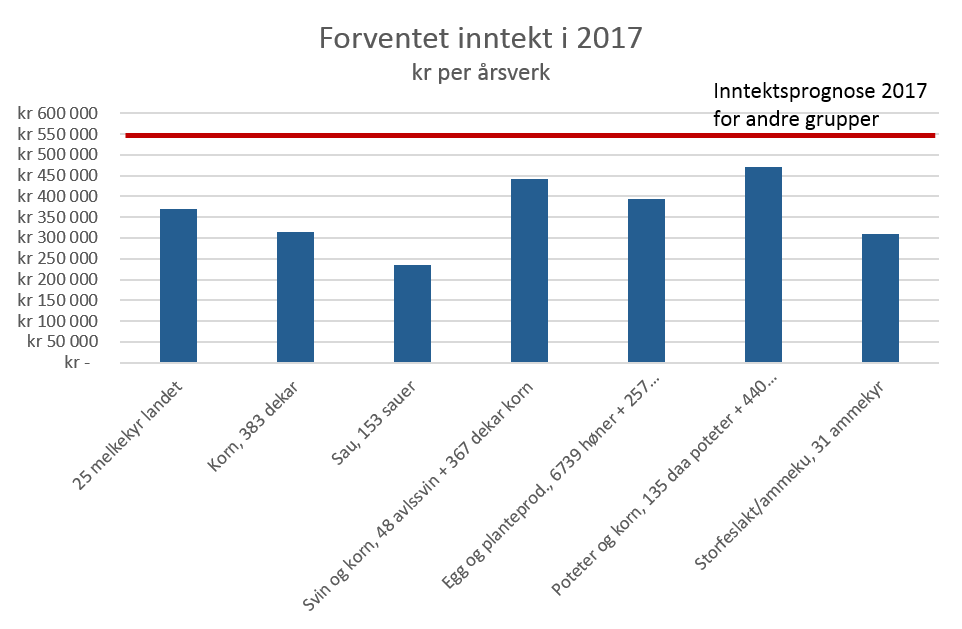 Forventet inntekt i 2017
kr per årsverk
Inntektsprognose 2017
for andre grupper
kr 600 000
kr 550 000
kr 500 000
kr 450 000
kr 400 000
kr 350 000
kr 300 000
kr 250 000
kr 200 000
kr 150 000
kr 100 000
kr 50 000
kr -
25 melkekyr landet
Korn, 383 dekar
Sau, 153 sauer
Svin og korn, 48 avlssvin + 367 dekar korn
Egg og planteprod., 6739 høner + 257...
Poteter og korn, 135 daa poteter + 440...
Storfeslakt/ammeku, 31 ammekyr